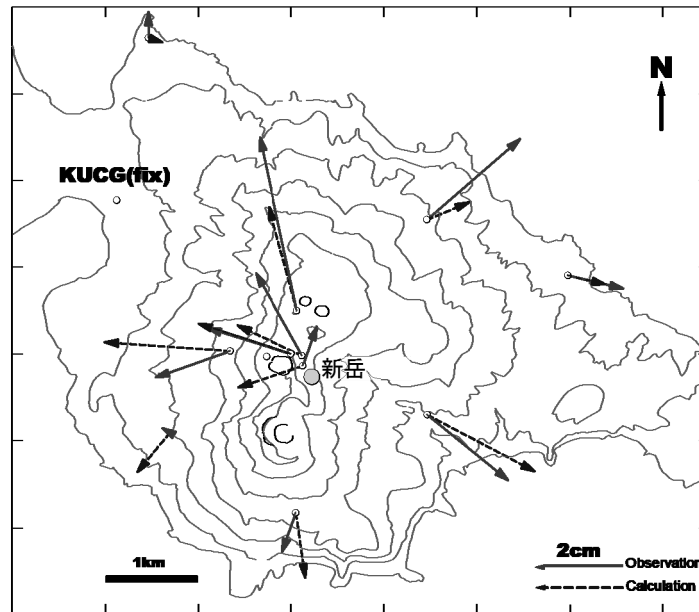 N
KUCG(fix)
新岳
1km
2cm
Observation
Calculation